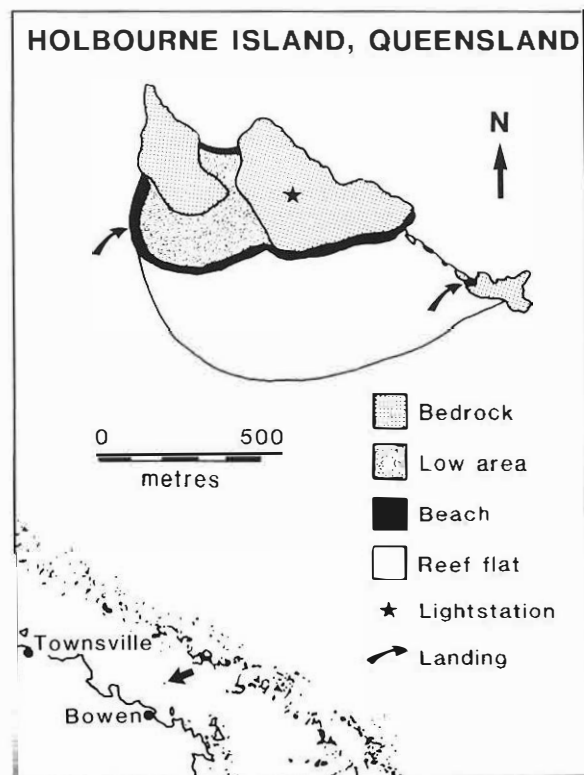 HOLBOURNE ISLAND, QUEENSLAND
N
0 500
metres
Bedrock
Low area
Beach
Reef flat
Lightstation
Landing
Townsville
Bowen